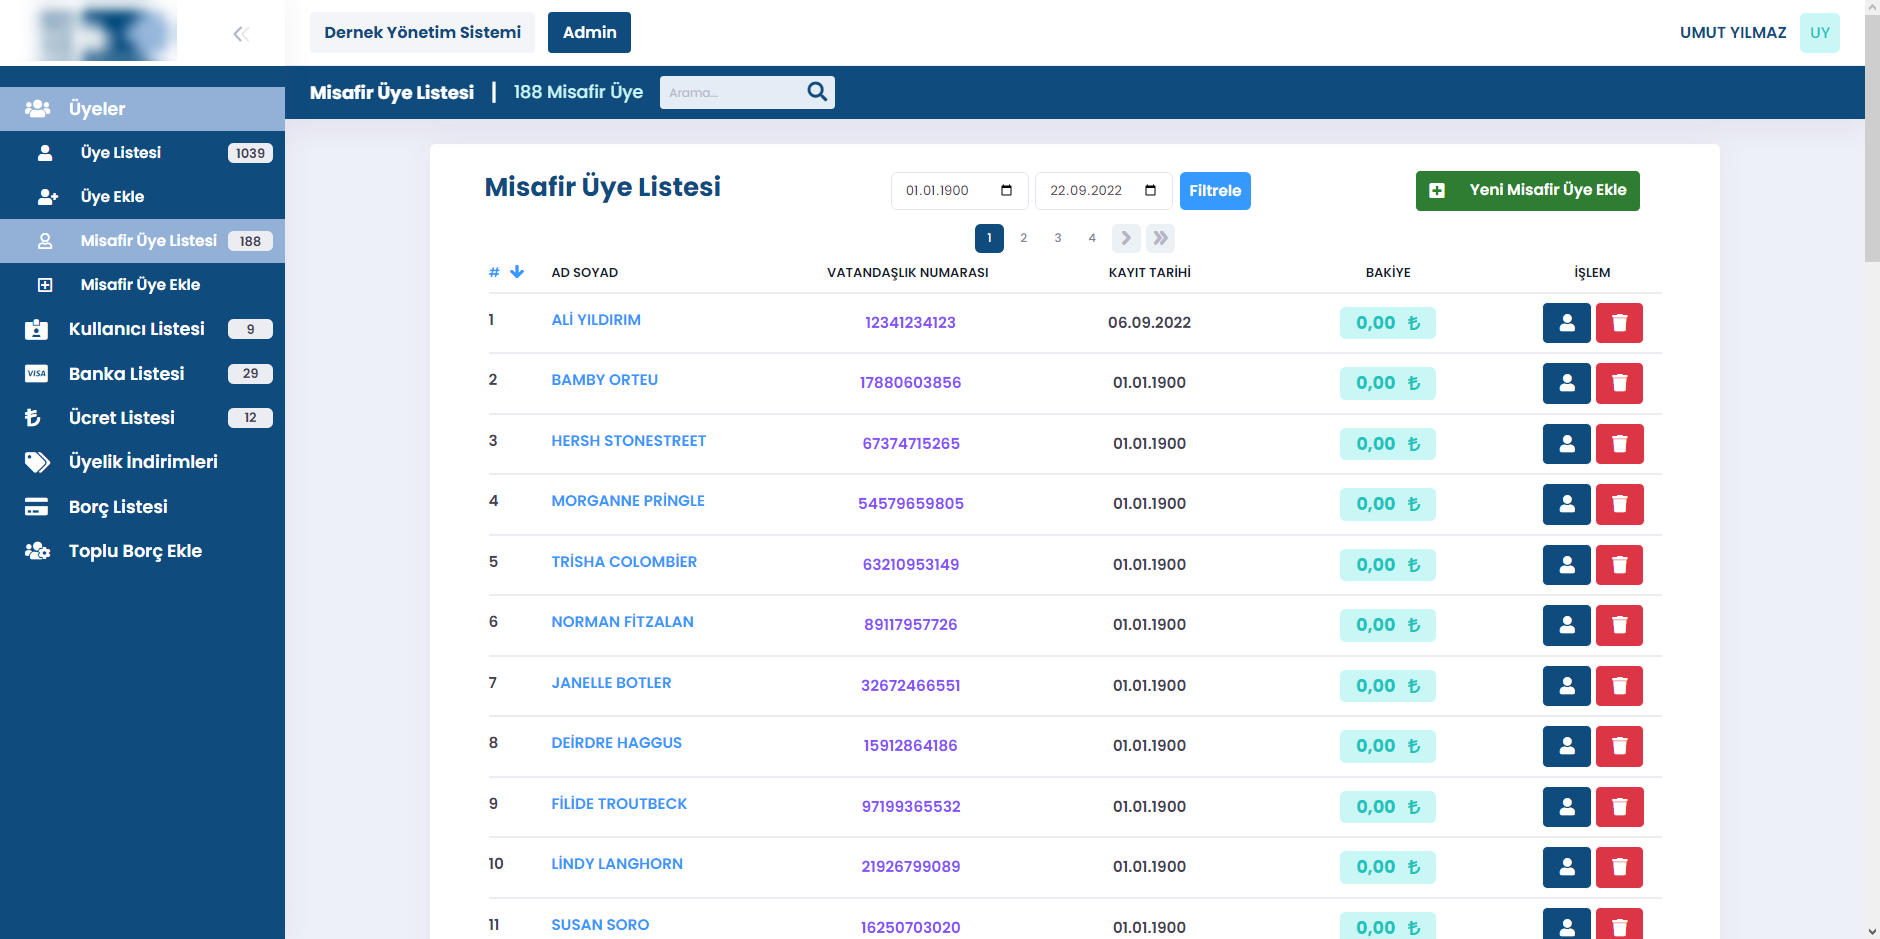 Dernek Yönetim Sistemi
Admin
UMUT YILMAZ
UY
Misafir Üye Listesi | 188 Misafir Üye
Arama...
Üyeler
Üye Listesi 1039
Üye Ekle
Misafir Üye Listesi 188
Misafir Üye Ekle
Kullanıcı Listesi 9
VISA Banka Listesi 29
Ücret Listesi 12
Üyelik İndirimleri
Borç Listesi
Toplu Borç Ekle
Misafir Üye Listesi
01.01.1900 22.09.2022 Filtrele
Yeni Misafir Üye Ekle
1 2 3 4
# AD SOYAD VATANDAŞLIK NUMARASI KAYIT TARİHİ BAKİYE İŞLEM
1 ALİ YILDIRIM 12341234123 06.09.2022 0,00 ₺
2 BAMBY ORTEU 17880603856 01.01.1900 0,00 ₺
3 HERSH STONESTREET 67374715265 01.01.1900 0,00 ₺
4 MORGANNE PRİNGLE 54579659805 01.01.1900 0,00 ₺
5 TRİSHA COLOMBİER 63210953149 01.01.1900 0,00 ₺
6 NORMAN FİTZALAN 89117957726 01.01.1900 0,00 ₺
7 JANELLE BOTLER 32672466551 01.01.1900 0,00 ₺
8 DEİRDRE HAGGUS 15912864186 01.01.1900 0,00 ₺
9 FİLİDE TROUTBECK 97199365532 01.01.1900 0,00 ₺
10 LİNDY LANGHORN 21926799089 01.01.1900 0,00 ₺
11 SUSAN SORO 16250703020 01.01.1900 0,00 ₺